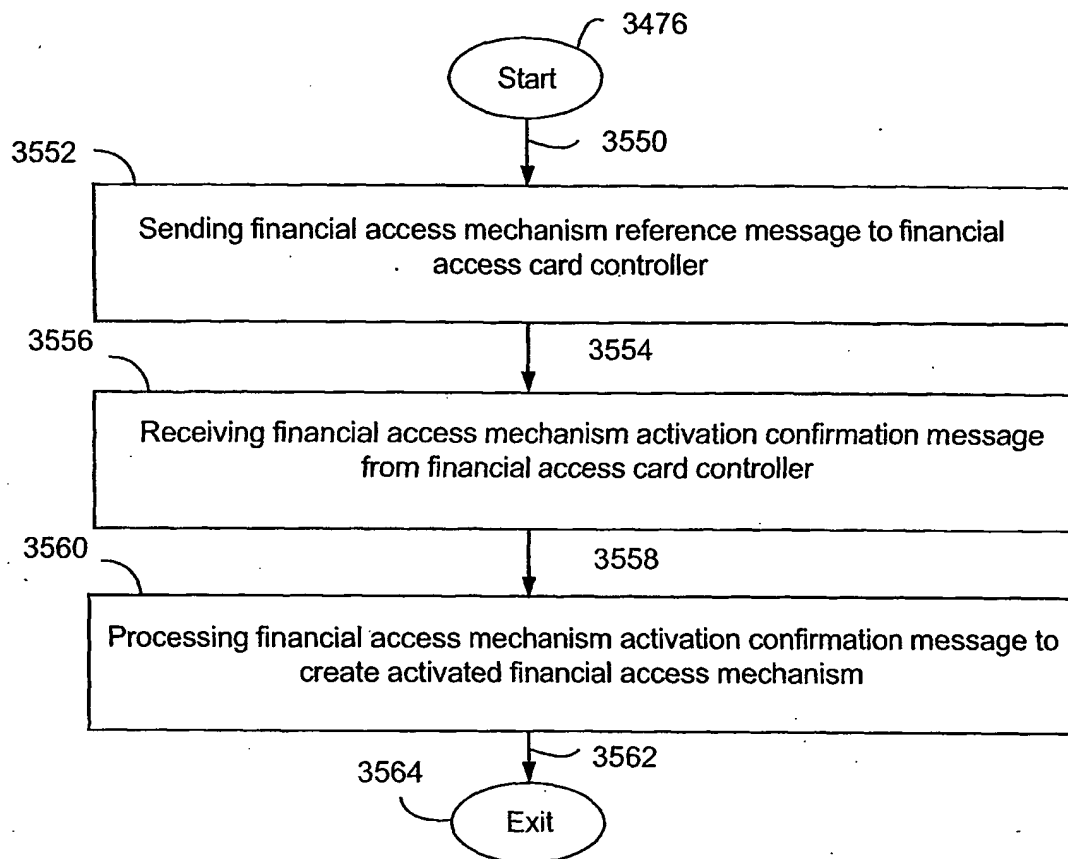 3476
Start
3550
3552
Sending financial access mechanism reference message to financial
access card controller
3554
3556
Receiving financial access mechanism activation confirmation message
from financial access card controller
3558
3560
Processing financial access mechanism activation confirmation message to
create activated financial access mechanism
3562
3564
Exit